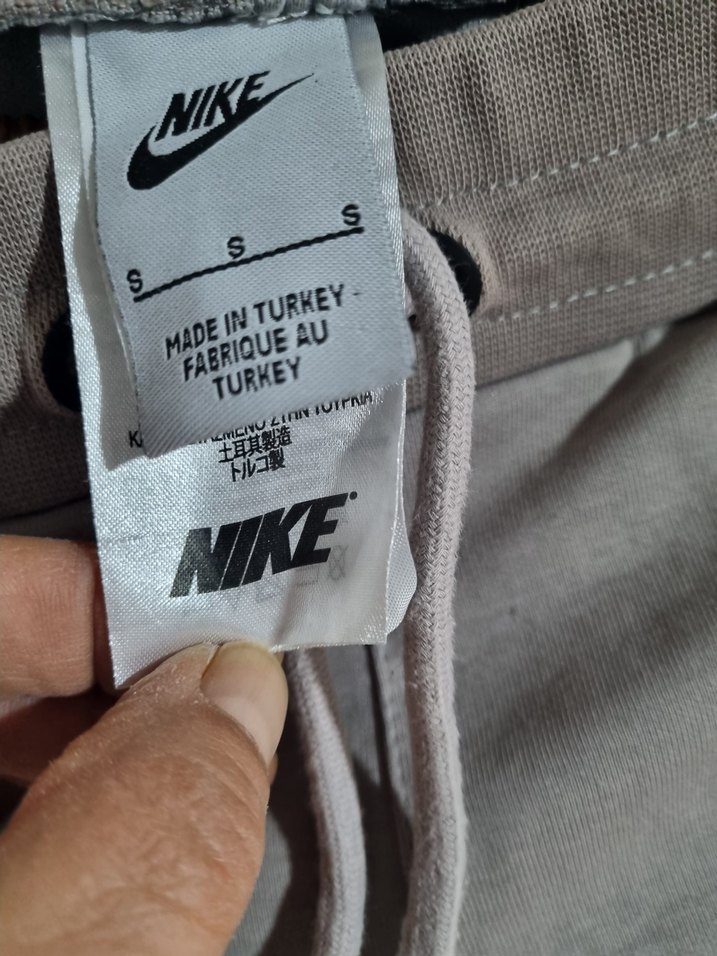 NIKE
S S S
MADE IN TURKEY
FABRIQUE AU
TURKEY
土耳其製造
トルコ製
NIKE